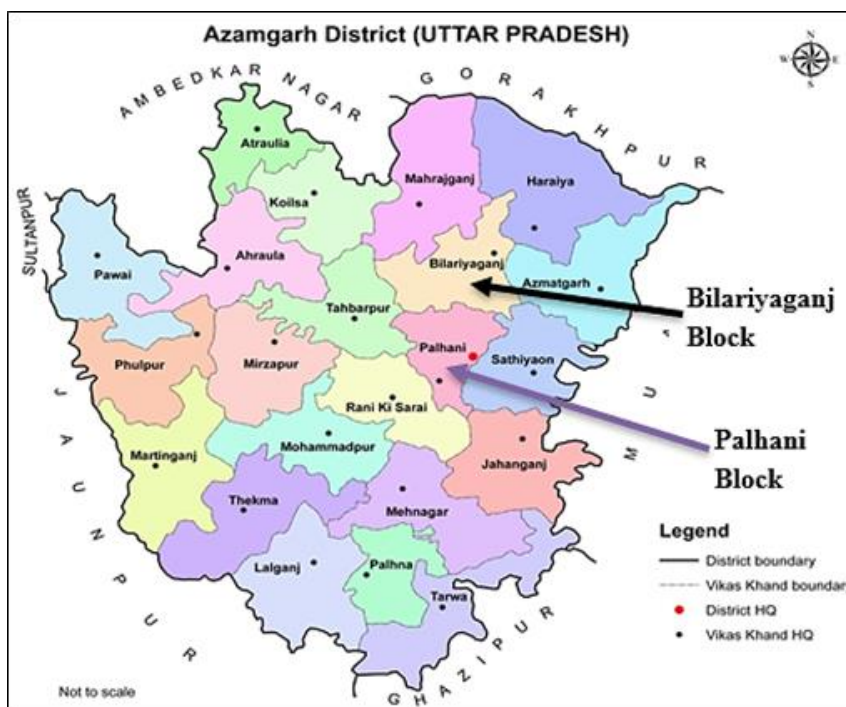 Azamgarh District (UTTAR PRADESH)
N
W E
S
AMBEDKAR NAGAR
GORAKHPUR
SULTANPUR
Atraulia
Koilsa
Mahrajganj
Haraiya
Pawai
Ahraula
Bilariyaganj
Azmatgarh
Bilariyaganj
Block
Tahbarpur
Phulpur
Mirzapur
Palhani
Sathiyaon
Rani Ki Sarai
JAUNPUR
M U
Martinganj
Mohammadpur
Jahanganj
Palhani
Block
Thekma
Mehnagar
Lalganj
Palhna
Tarwa
GHAZIPUR
Legend
District boundary
Vikas Khand boundary
District HQ
Vikas Khand HQ
Not to scale